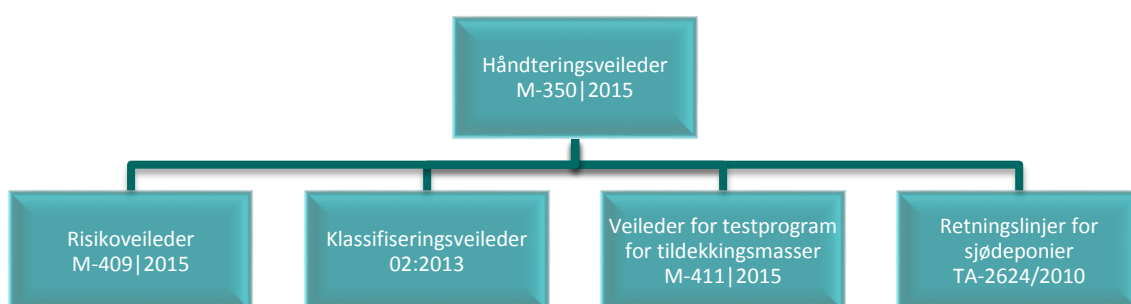 Håndteringsveileder
M-350|2015
Risikoveileder
M-409|2015
Klassifiseringsveileder
02:2013
Veileder for testprogram
for tildekkingsmasser
M-411|2015
Retningslinjer for
sjødeponier
TA-2624/2010